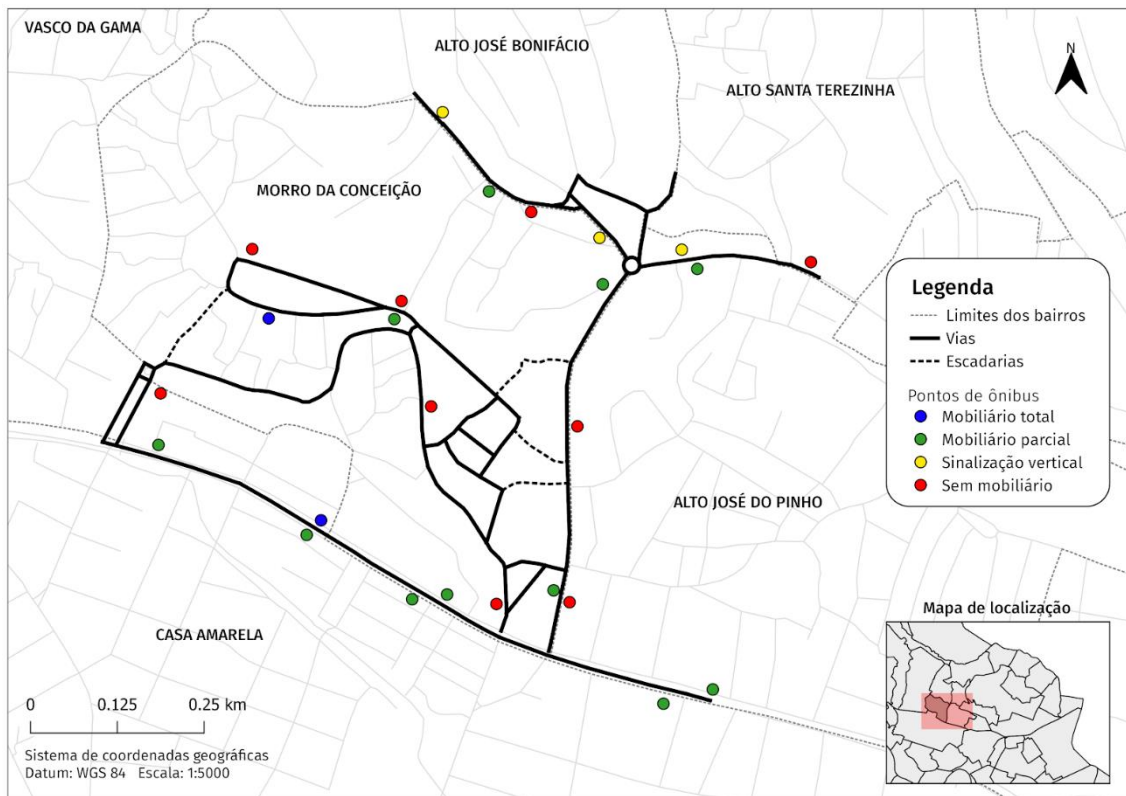 VASCO DA GAMA
ALTO JOSÉ BONIFÁCIO
N
ALTO SANTA TEREZINHA
MORRO DA CONCEIÇÃO
Legenda
Limites dos bairros
Vias
Escadarias
Pontos de ônibus
Mobiliário total
Mobiliário parcial
Sinalização vertical
Sem mobiliário
ALTO JOSÉ DO PINHO
CASA AMARELA
Mapa de localização
0 0.125 0.25 km
Sistema de coordenadas geográficas
Datum: WGS 84 Escala: 1:5000